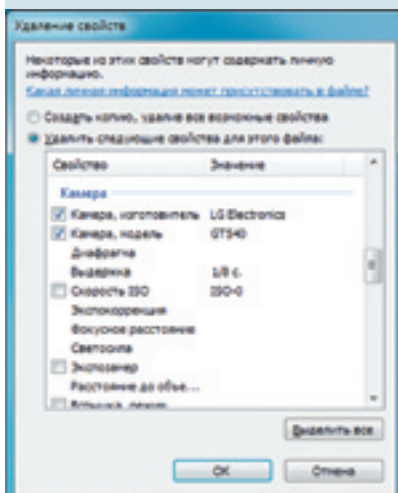 Удаление свойств
Некоторые из этих свойств могут содержать личную
информацию.
Какая личная информация может присутствовать в файле?
Создать копию, удалив все возможные свойства
Удалить следующие свойства для этого файла:
Свойство Значение
Камера
Камера, изготовитель LG Electronics
Камера, модель GT540
Диафрагма
Выдержка 1/8 с.
Скорость ISO ISO-0
Экспокоррекция
Фокусное расстояние
Светосила
Экспозамер
Расстояние до объе...
Вспышка, режим
Выделить все
OK Отмена